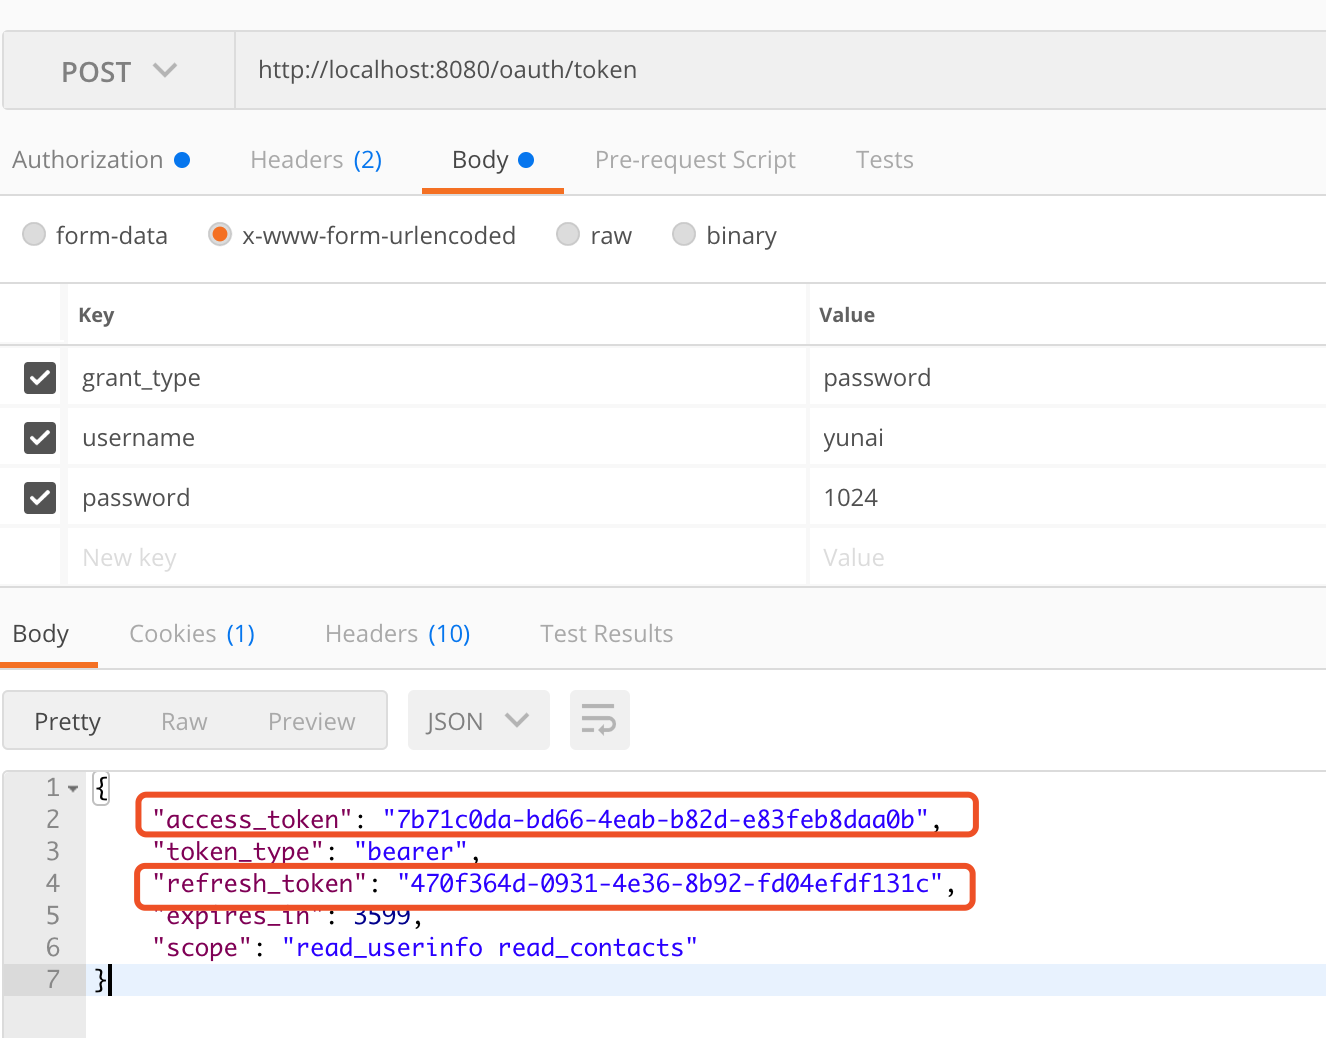 POST http://localhost:8080/oauth/token
Authorization Headers (2) Body Pre-request Script Tests
form-data x-www-form-urlencoded raw binary
Key Value
grant_type password
username yunai
password 1024
New key Value
Body Cookies (1) Headers (10) Test Results
Pretty Raw Preview JSON
1 {
2 "access_token": "7b71c0da-bd66-4eab-b82d-e83feb8daa0b",
3 "token_type": "bearer",
4 "refresh_token": "470f364d-0931-4e36-8b92-fd04efdf131c",
5 "expires_in": 3599,
6 "scope": "read_userinfo read_contacts"
7 }